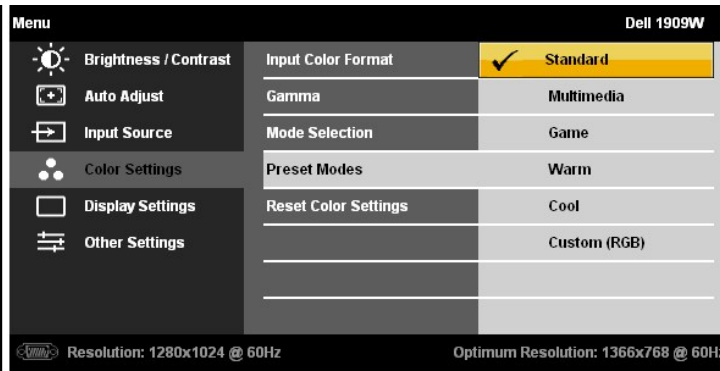 Menu Dell 1909W
Brightness / Contrast Input Color Format Standard
Auto Adjust Gamma Multimedia
Input Source Mode Selection Game
Color Settings Preset Modes Warm
Display Settings Reset Color Settings Cool
Other Settings Custom (RGB)
Resolution: 1280x1024 @ 60Hz Optimum Resolution: 1366x768 @ 60Hz